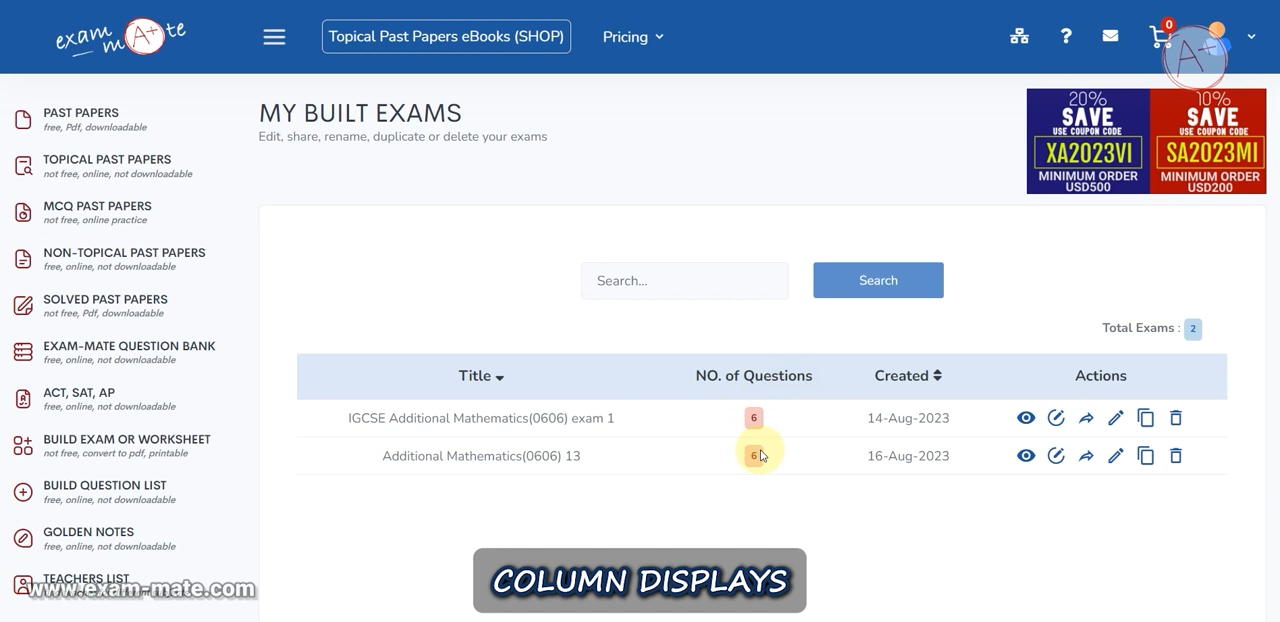 exam mAte
Topical Past Papers eBooks (SHOP)
Pricing
?
0
A+
PAST PAPERS
free, Pdf, downloadable
TOPICAL PAST PAPERS
not free, online, not downloadable
MCQ PAST PAPERS
not free, online practice
NON-TOPICAL PAST PAPERS
free, online, not downloadable
SOLVED PAST PAPERS
not free, Pdf, downloadable
EXAM-MATE QUESTION BANK
free, online, not downloadable
ACT, SAT, AP
free, online, not downloadable
BUILD EXAM OR WORKSHEET
not free, convert to pdf, printable
BUILD QUESTION LIST
free, online, not downloadable
GOLDEN NOTES
free, online, not downloadable
TEACHERS LIST
www.exam-mate.com
MY BUILT EXAMS
Edit, share, rename, duplicate or delete your exams
20%
SAVE
USE COUPON CODE
XA2023VI
MINIMUM ORDER
USD500
10%
SAVE
USE COUPON CODE
SA2023MI
MINIMUM ORDER
USD200
Search...
Search
Total Exams : 2
Title NO. of Questions Created Actions
IGCSE Additional Mathematics(0606) exam 1 6 14-Aug-2023
Additional Mathematics(0606) 13 6 16-Aug-2023
COLUMN DISPLAYS